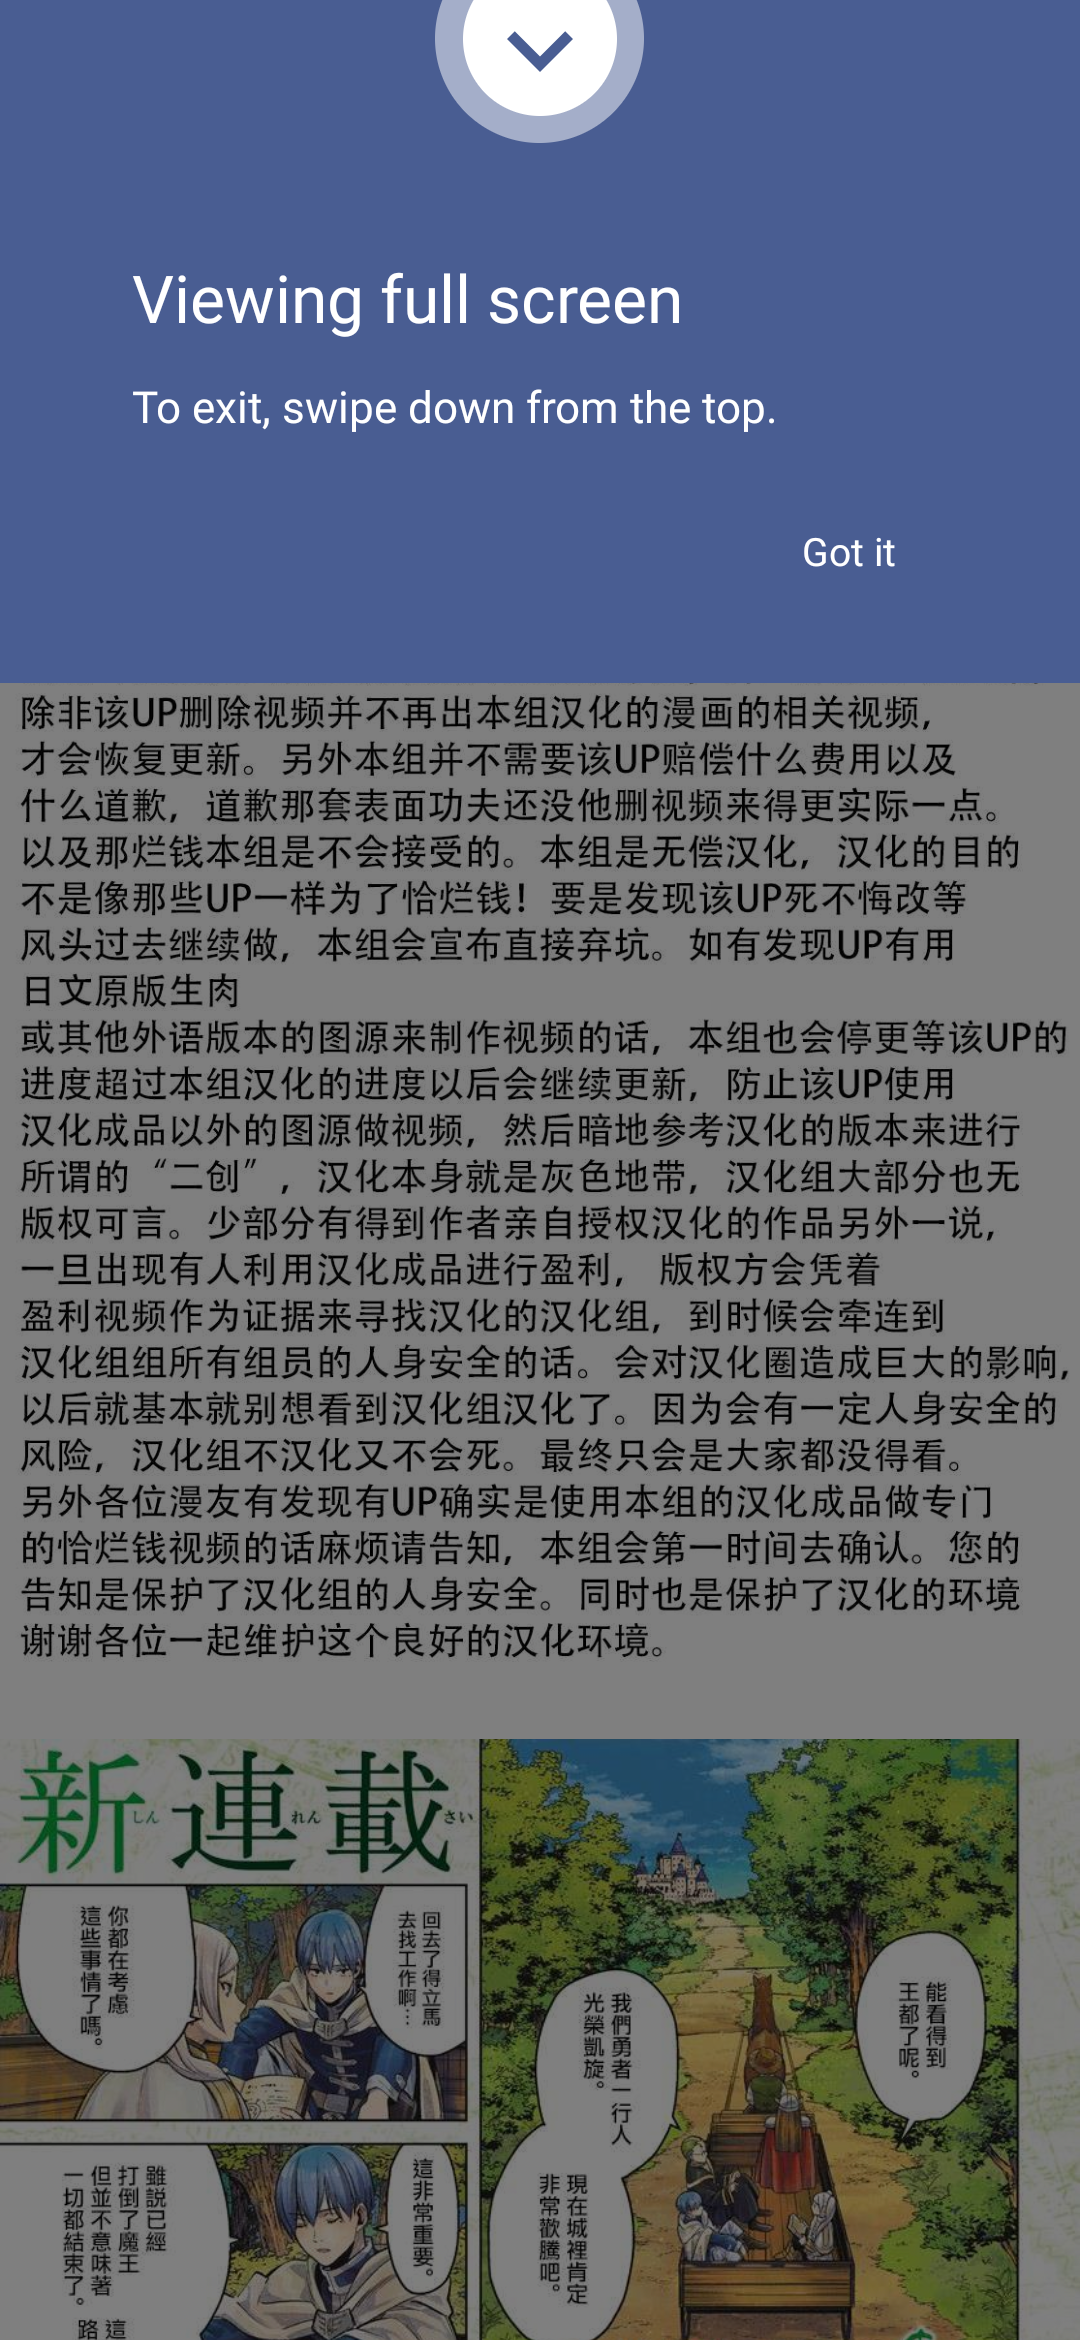 Viewing full screen
To exit, swipe down from the top.
Got it
除非该UP删除视频并不再出本组汉化的漫画的相关视频，
才会恢复更新。另外本组并不需要该UP赔偿什么费用以及
什么道歉，道歉那套表面功夫还没他删视频来得更实际一点。
以及那烂钱本组是不会接受的。本组是无偿汉化，汉化的目的
不是像那些UP一样为了恰烂钱！要是发现该UP死不悔改等
风头过去继续做，本组会宣布直接弃坑。如有发现UP有用
日文原版生肉
或其他外语版本的图源来制作视频的话，本组也会停更等该UP的
进度超过本组汉化的进度以后会继续更新，防止该UP使用
汉化成品以外的图源做视频，然后暗地参考汉化的版本来进行
所谓的“二创”，汉化本身就是灰色地带，汉化组大部分也无
版权可言。少部分有得到作者亲自授权汉化的作品另外一说，
一旦出现有人利用汉化成品进行盈利， 版权方会凭着
盈利视频作为证据来寻找汉化的汉化组，到时候会牵连到
汉化组组所有组员的人身安全的话。会对汉化圈造成巨大的影响，
以后就基本就别想看到汉化组汉化了。因为会有一定人身安全的
风险，汉化组不汉化又不会死。最终只会是大家都没得看。
另外各位漫友有发现有UP确实是使用本组的汉化成品做专门
的恰烂钱视频的话麻烦请告知，本组会第一时间去确认。您的
告知是保护了汉化组的人身安全。同时也是保护了汉化的环境
谢谢各位一起维护这个良好的汉化环境。
新連載
しん
れん
さい
能看得到
王都了呢。
我們勇者一行人
光榮凱旋。
現在城裡肯定
非常歡騰吧。
回去了得立馬
去找工作啊…
你都在考慮
這些事情了嗎。
這非常重要。
雖說已經
打倒了魔王
但並不意味著
一切都結束了。
這
路